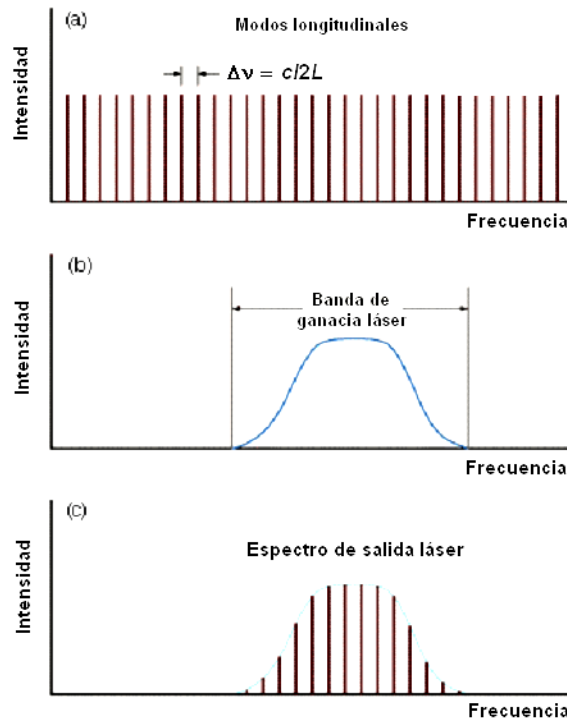 (a)
Modos longitudinales
Δν = c/2L
Intensidad
Frecuencia
(b)
Banda de
ganacia láser
Intensidad
Frecuencia
(c)
Espectro de salida láser
Intensidad
Frecuencia